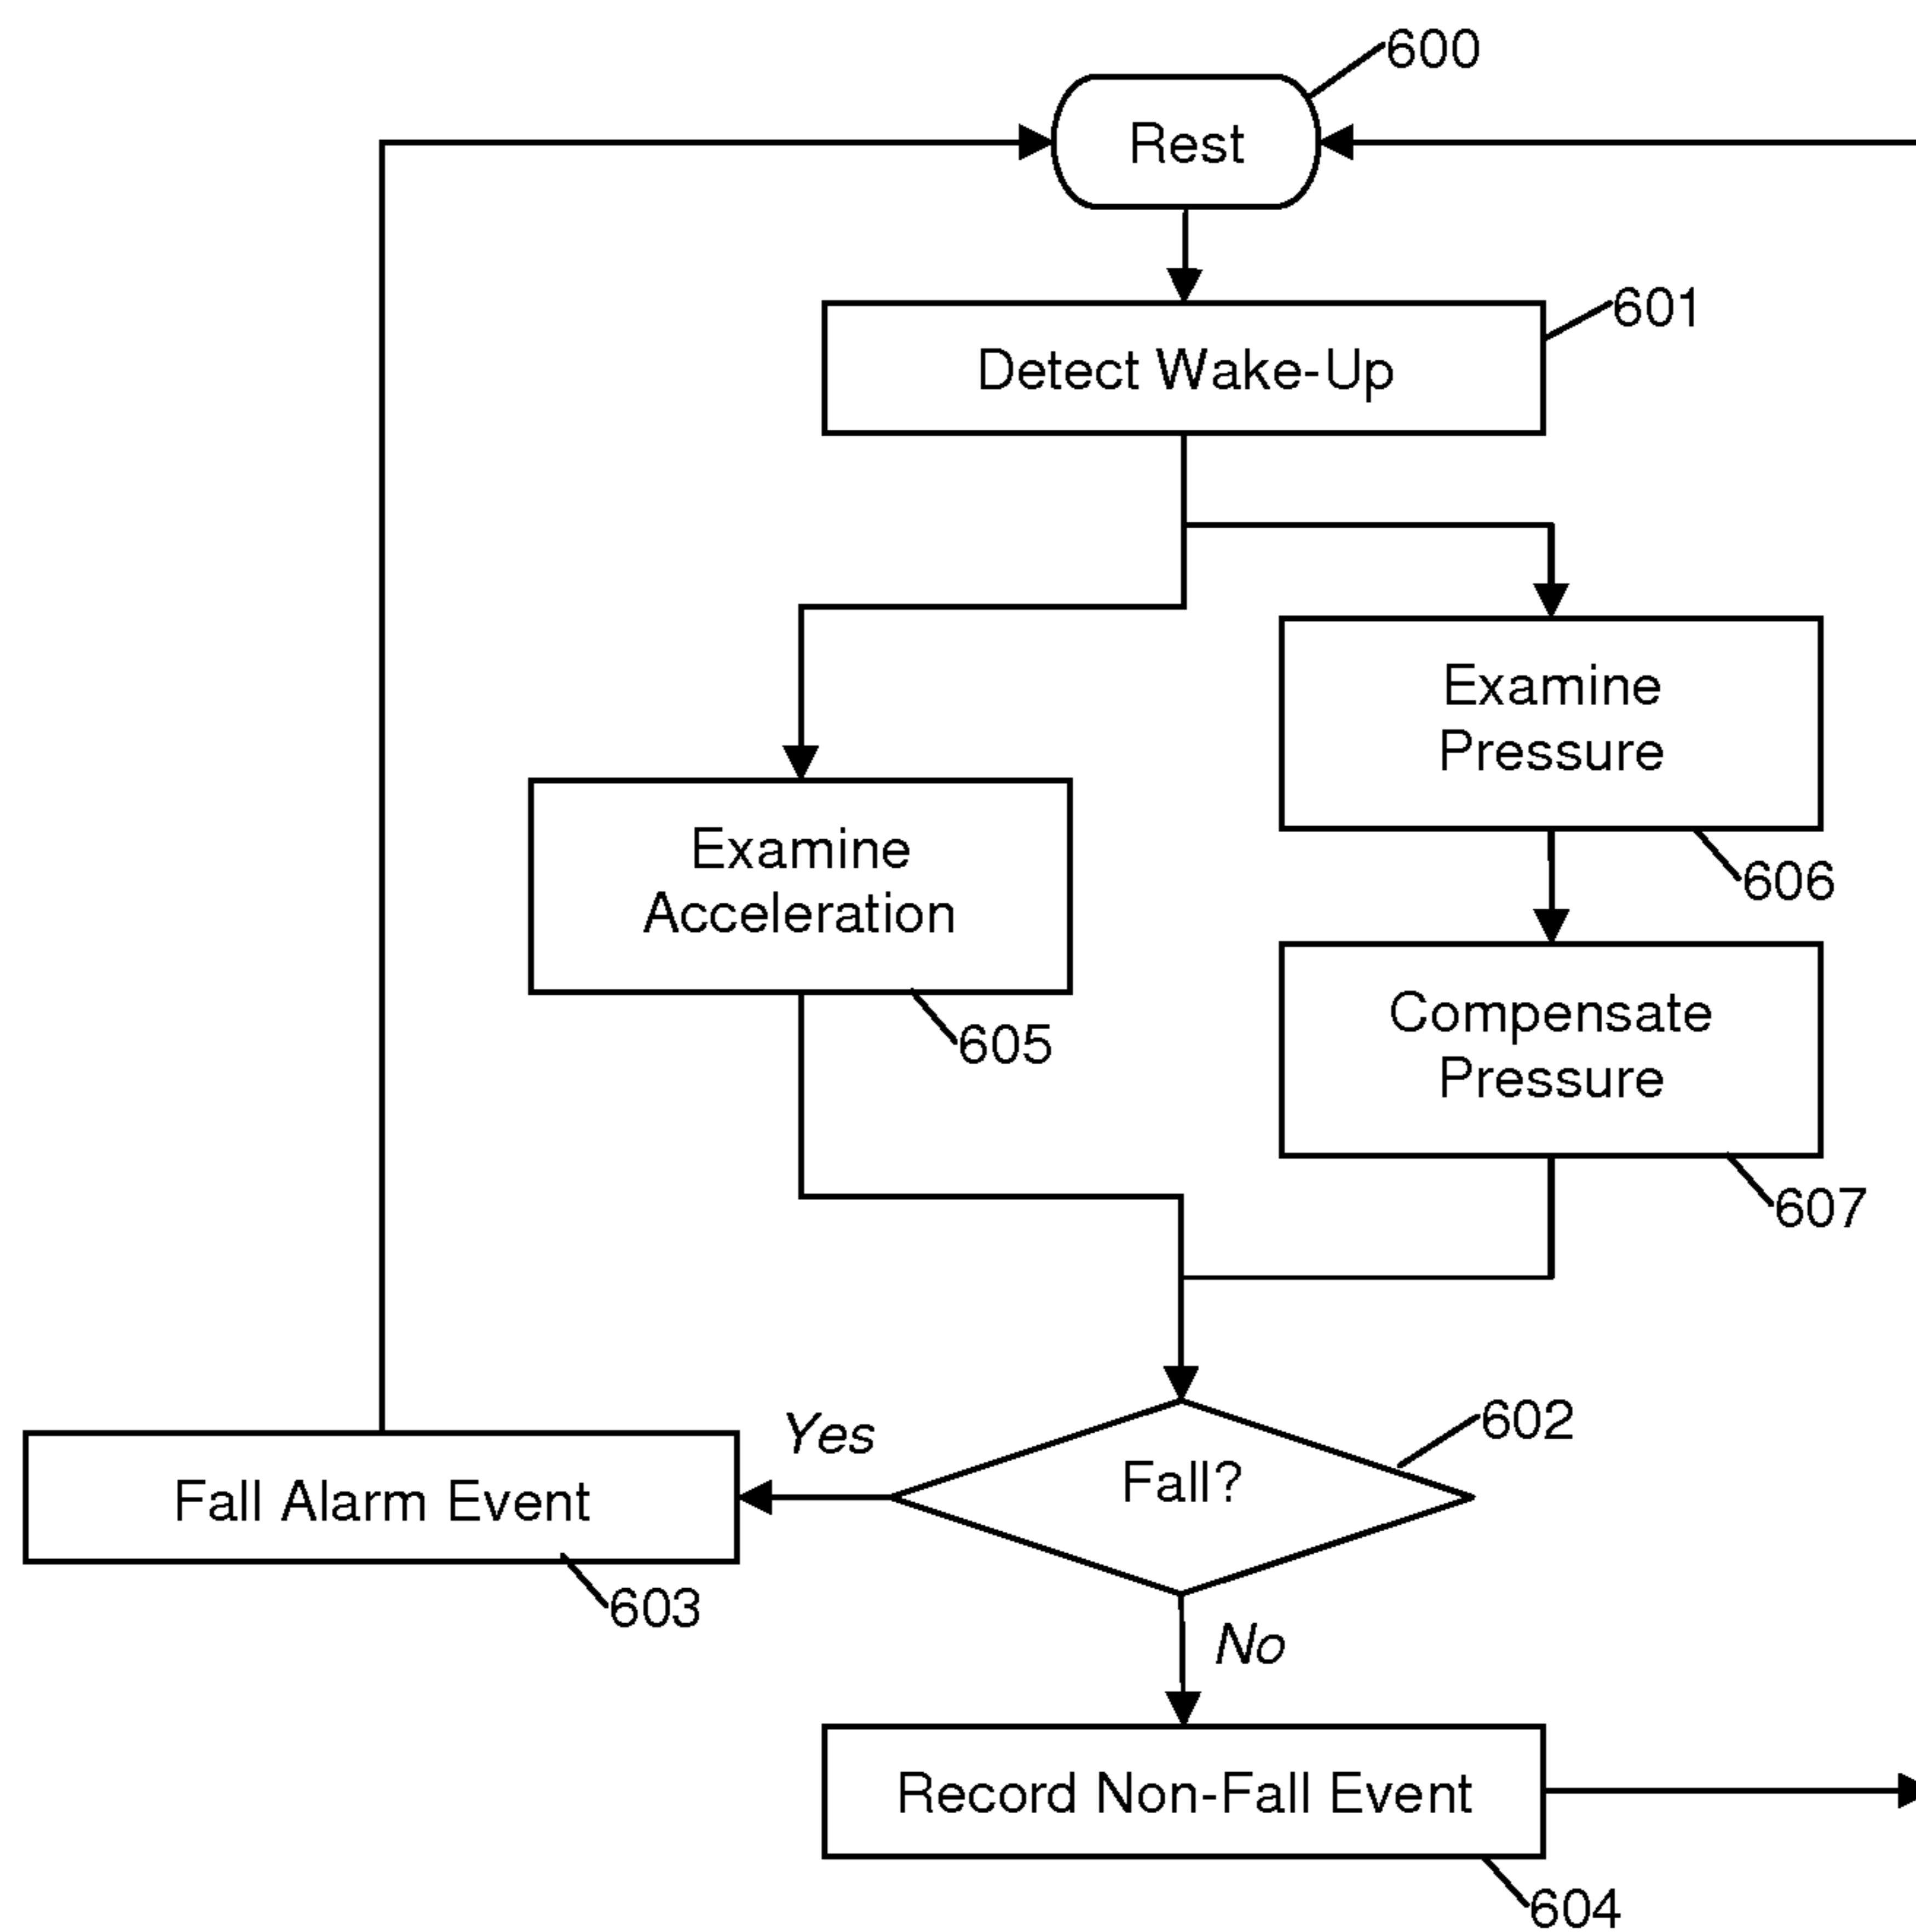 600
Rest
601
Detect Wake-Up
Examine
Pressure
606
Examine
Acceleration
605
Compensate
Pressure
607
602
Yes
Fall?
Fall Alarm Event
603
No
Record Non-Fall Event
604